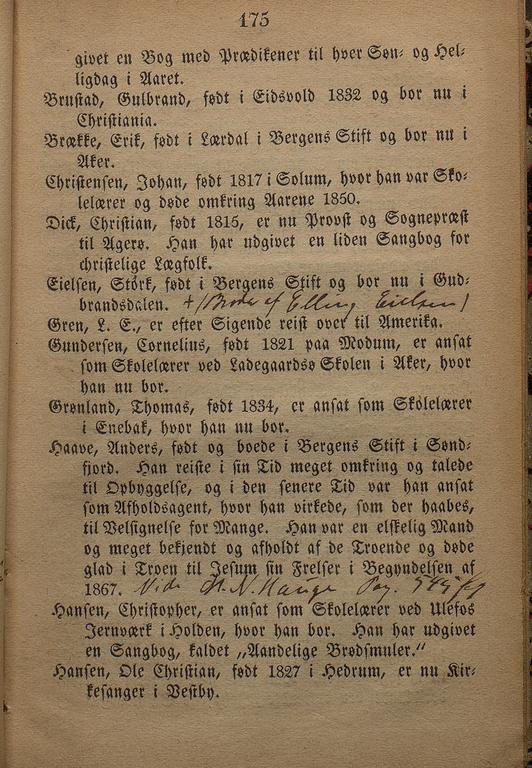 175
givet en Bog med Prædikener til hver Søn- og Hel-
ligdag i Aaret.
Brustad, Gulbrand, født i Eidsvold 1832 og bor nu i
Christiania.
Brække, Erik, født i Lærdal i Bergens Stift og bor nu i
Aker.
Christensen, Johan, født 1817 i Solum, hvor han var Sko-
lelærer og døde omkring Aarene 1850.
Dick, Christian, født 1815, er nu Provst og Sognepræst
til Agerø. Han har udgivet en liden Sangbog for
christelige Lægfolk.
Eielsen, Störk, født i Bergens Stift og bor nu i Gud-
brandsdalen. + (Broder af Elling Eielsen)
Gren, L. E., er efter Sigende reist over til Amerika.
Gundersen, Cornelius, født 1821 paa Modum, er ansat
som Skolelærer ved Ladegaardsø Skolen i Aker, hvor
han nu bor.
Grønland, Thomas, født 1834, er ansat som Skólelærer
i Enebak, hvor han nu bor.
Haave, Anders, født og boede i Bergens Stift i Sønd-
fjord. Han reiste i sin Tid meget omkring og talede
til Opbyggelse, og i den senere Tid var han ansat
som Afholdsagent, hvor han virkede, som der haabes,
til Velsignelse for Mange. Han var en elskelig Mand
og meget bekjendt og afholdt af de Troende og døde
glad i Troen til Jesum sin Frelser i Begyndelsen af
1867. Vide H. N. Hauge Pag.
Hansen, Christopher, er ansat som Skolelærer ved Ulefos
Jernværk i Holden, hvor han bor. Han har udgivet
en Sangbog, kaldet „Aandelige Brødsmuler.“
Hansen, Ole Christian, født 1827 i Hedrum, er nu Kir-
kesanger i Vestby.